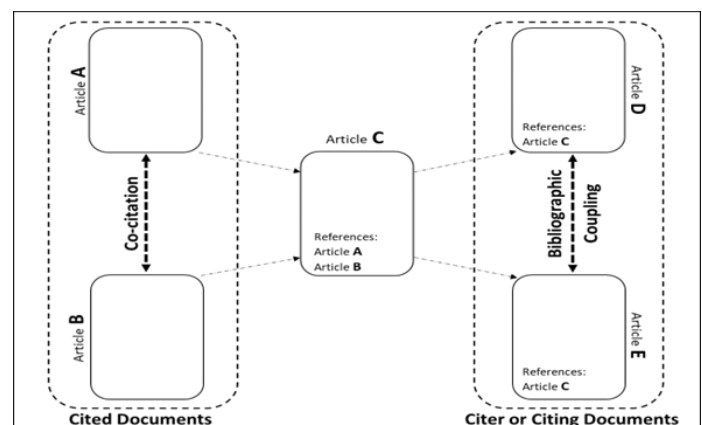 Article A
Co-citation
Article B
Cited Documents
Article C
References:
Article A
Article B
References:
Article C
Article D
Bibliographic
Coupling
References:
Article C
Article E
Citer or Citing Documents